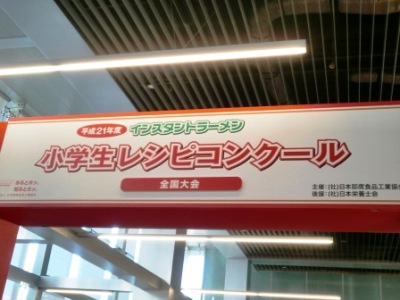 平成21年度 インスタントラーメン
小学生レシピコンクール
全国大会
主催:(社)日本即席食品工業協会
後援:(社)日本栄養士会